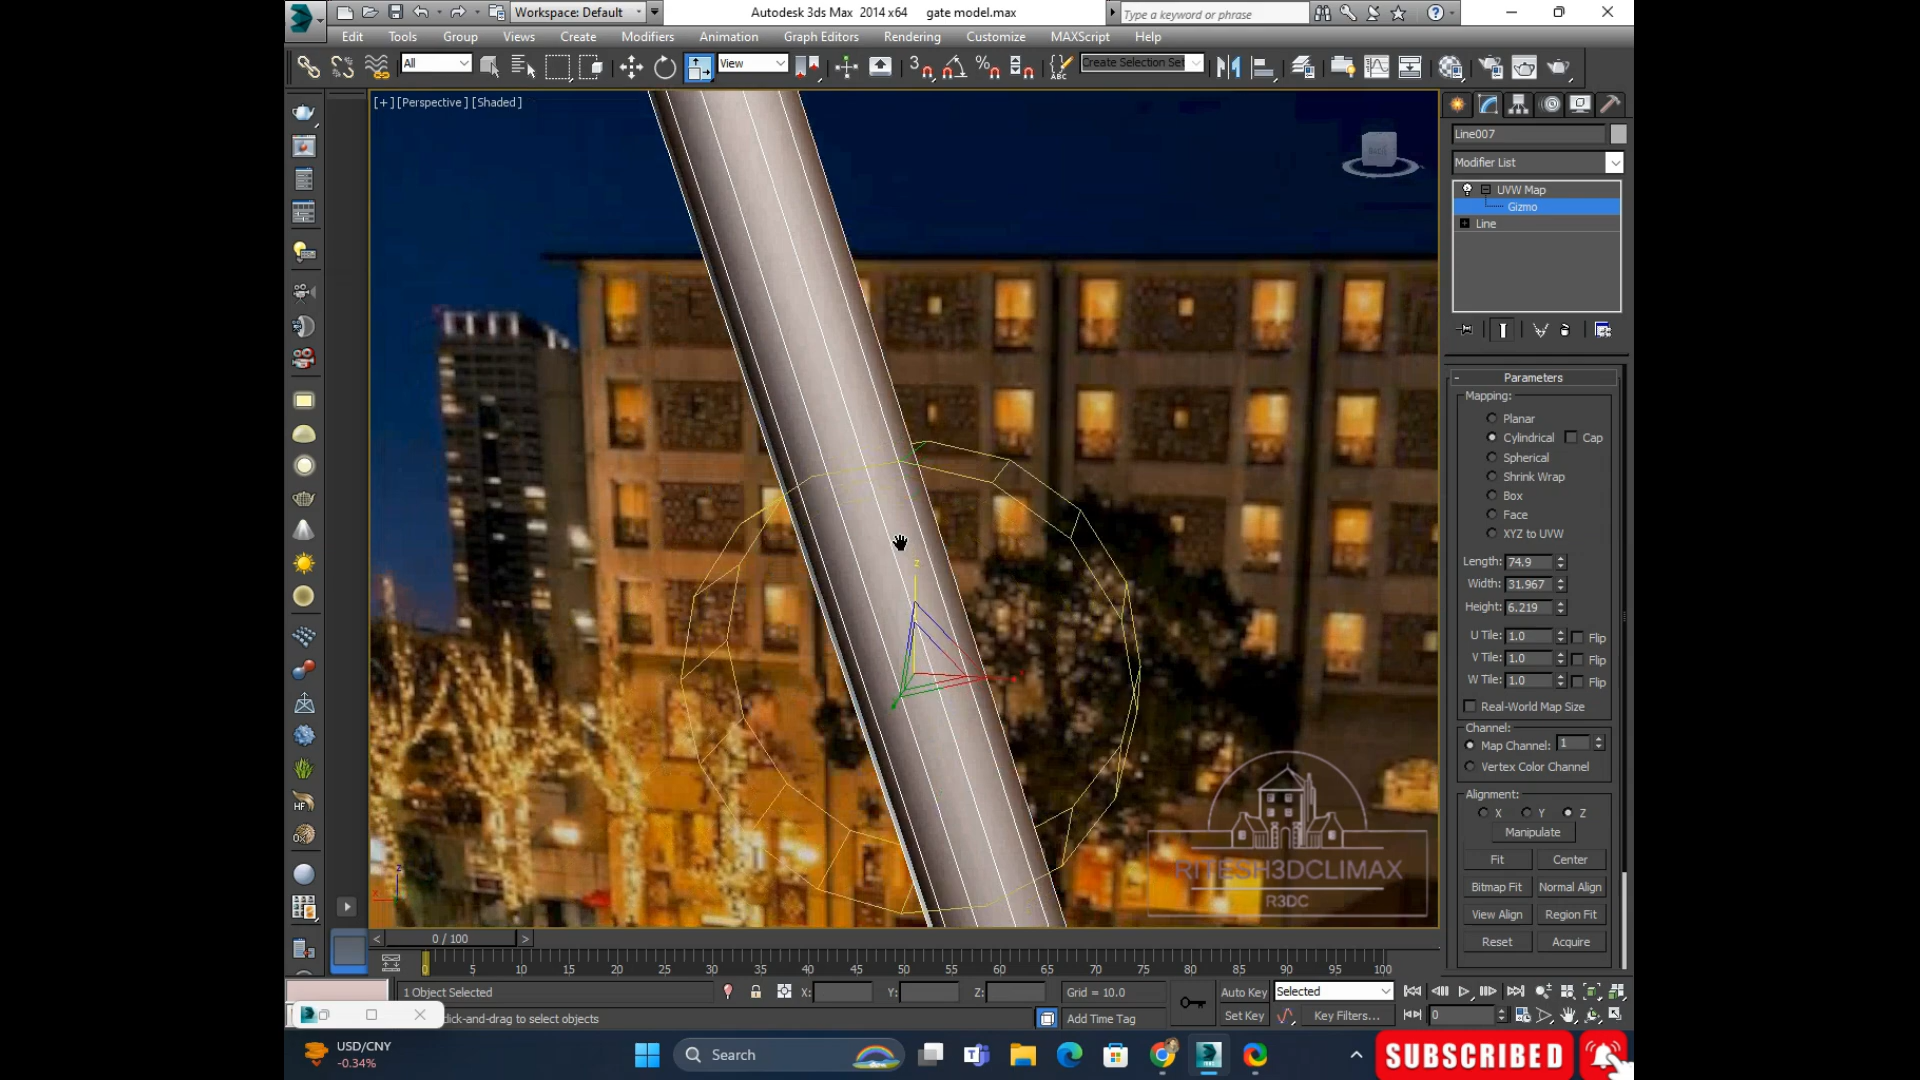 Workspace: Default
Autodesk 3ds Max 2014 x64 gate model.max
Type a keyword or phrase
Edit Tools Group Views Create Modifiers Animation Graph Editors Rendering Customize MAXScript Help
All
View
Create Selection Set
[+] [Perspective] [Shaded]
Line007
Modifier List
UVW Map
Gizmo
Line
Parameters
Mapping:
Planar
Cylindrical Cap
Spherical
Shrink Wrap
Box
Face
XYZ to UVW
Length: 74.9
Width: 31.967
Height: 6.219
U Tile: 1.0 Flip
V Tile: 1.0 Flip
W Tile: 1.0 Flip
Real-World Map Size
Channel:
Map Channel: 1
Vertex Color Channel
Alignment:
X Y Z
Manipulate
Fit Center
Bitmap Fit Normal Align
View Align Region Fit
Reset Acquire
RITESH3DCLIMAX
R3DC
0 / 100
0 5 10 15 20 25 30 35 40 45 50 55 60 65 70 75 80 85 90 95 100
1 Object Selected X: Y: Z: Grid = 10.0 Auto Key Selected
lick-and-drag to select objects Add Time Tag Set Key Key Filters... 0
USD/CNY
-0.34%
Search
SUBSCRIBED